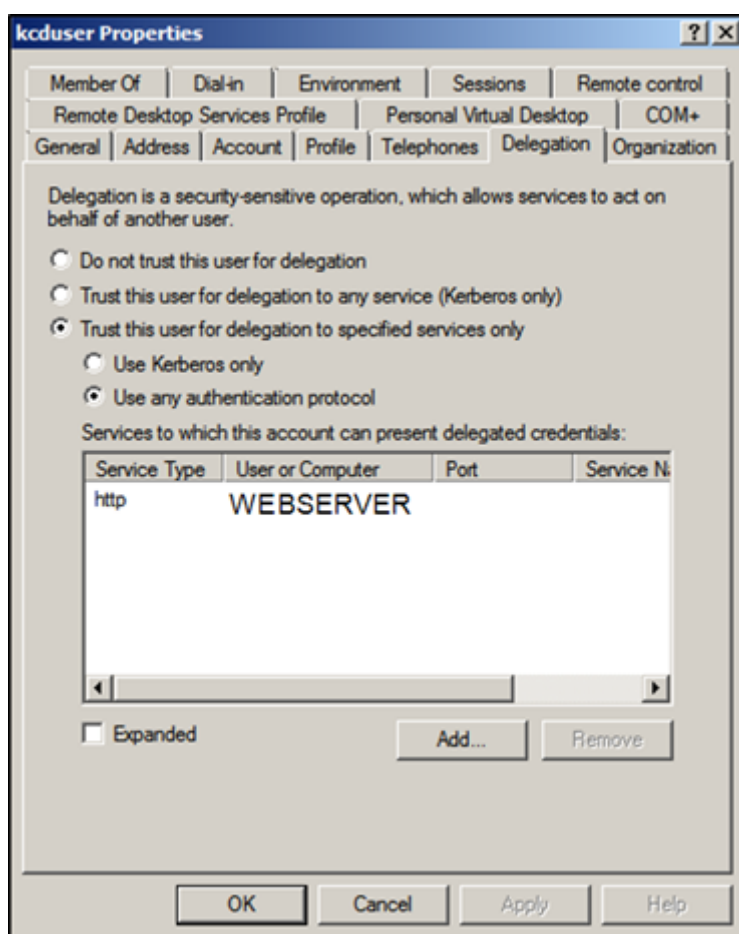 kcduser Properties
Member Of Dial-in Environment Sessions Remote control
Remote Desktop Services Profile Personal Virtual Desktop COM+
General Address Account Profile Telephones Delegation Organization
Delegation is a security-sensitive operation, which allows services to act on
behalf of another user.
Do not trust this user for delegation
Trust this user for delegation to any service (Kerberos only)
Trust this user for delegation to specified services only
Use Kerberos only
Use any authentication protocol
Services to which this account can present delegated credentials:
Service Type User or Computer Port Service Na
http WEBSERVER
Expanded Add... Remove
OK Cancel Apply Help